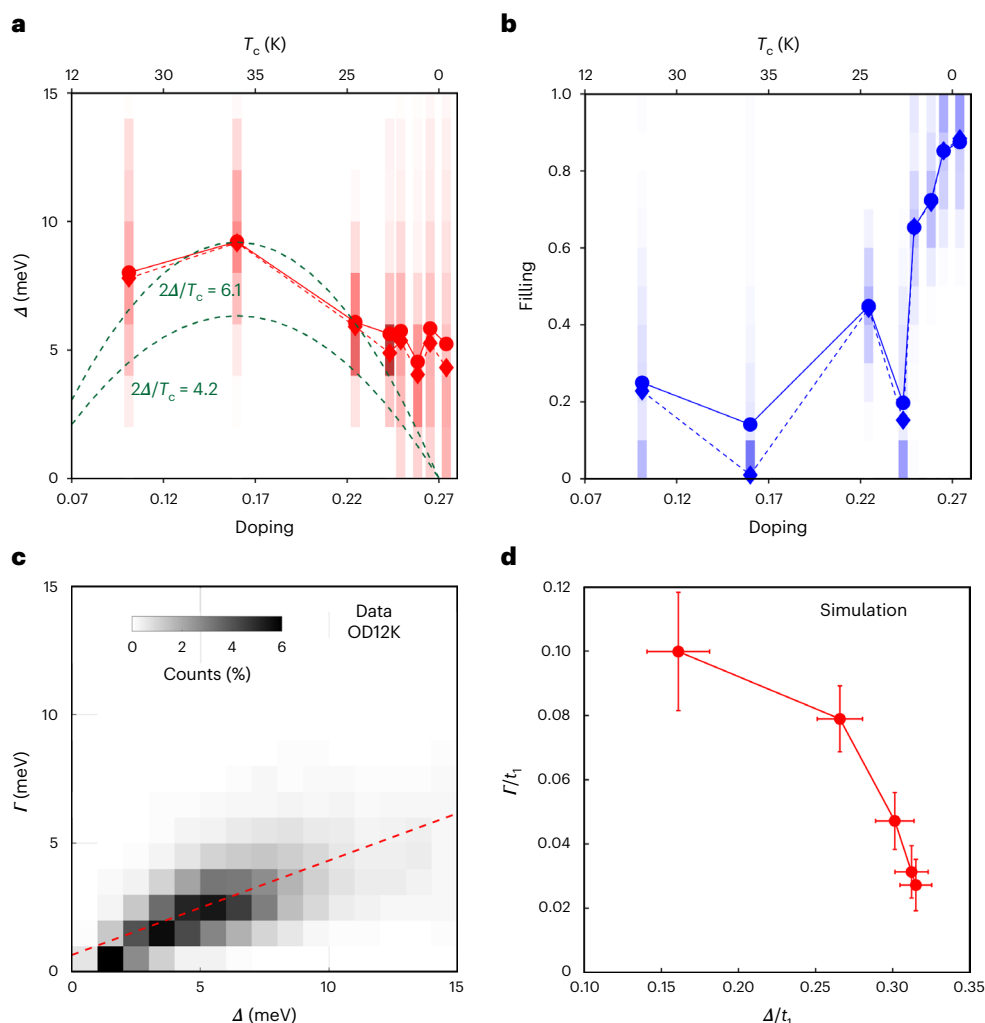 a
T_c (K)
12 30 35 25 0
15
10
5
0
Δ (meV)
2Δ/T_c = 6.1
2Δ/T_c = 4.2
0.07 0.12 0.17 0.22 0.27
Doping
b
T_c (K)
12 30 35 25 0
1.0
0.8
0.6
0.4
0.2
0
Filling
0.07 0.12 0.17 0.22 0.27
Doping
c
15
10
5
0
Γ (meV)
0 2 4 6
Counts (%)
Data
OD12K
0 5 10 15
Δ (meV)
d
0.12
0.10
0.08
0.06
0.04
0.02
0
Γ/t₁
Simulation
0.10 0.15 0.20 0.25 0.30 0.35
Δ/t₁